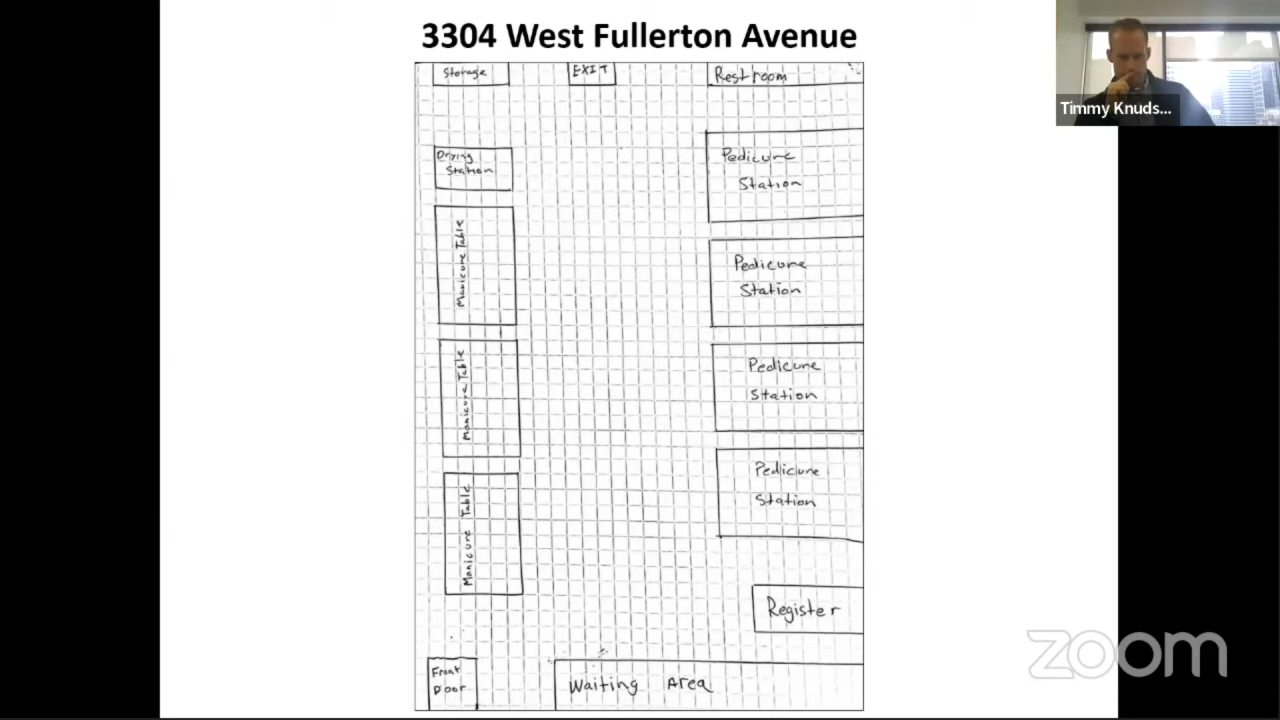 3304 West Fullerton Avenue
Storage
EXIT
Restroom
Drying
Station
Pedicure
Station
Manicure Table
Pedicure
Station
Manicure Table
Pedicure
Station
Manicure Table
Pedicure
Station
Register
Front
Door
Waiting Area
Timmy Knuds...
zoom